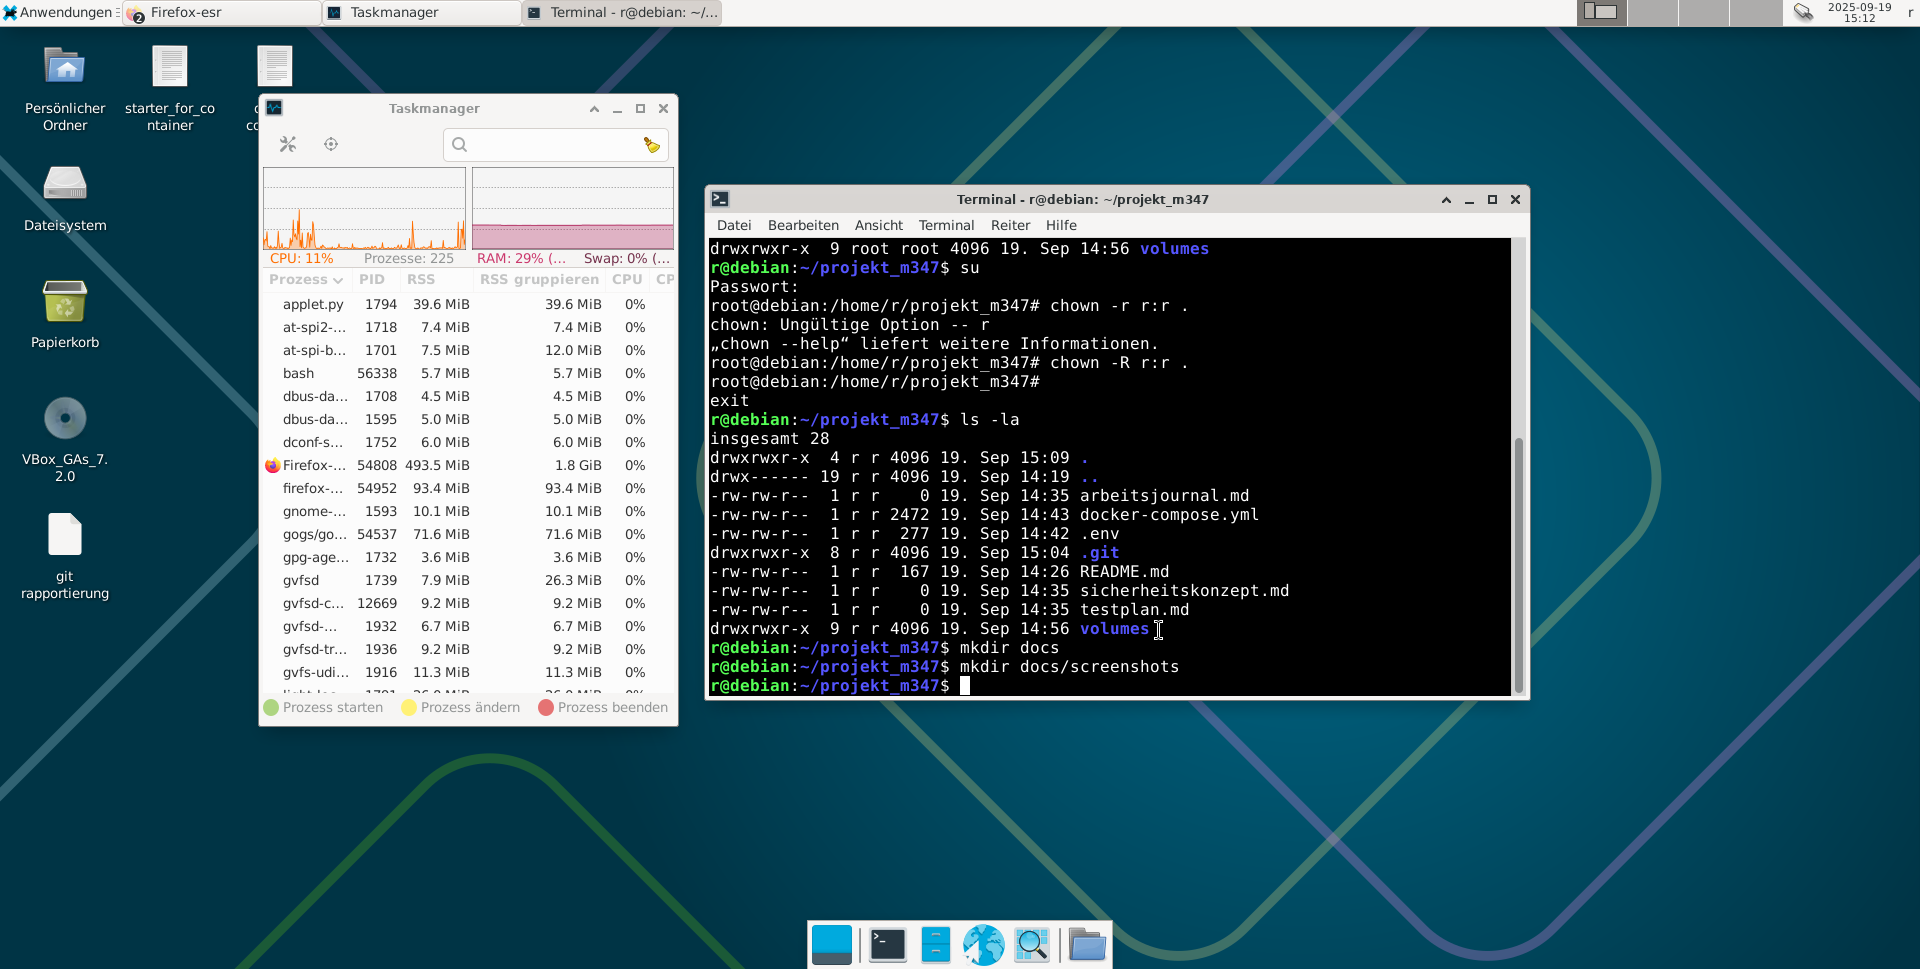 Anwendungen
2
Firefox-esr
Taskmanager
Terminal - r@debian: ~/...
2025-09-19
15:12
r
Persönlicher
Ordner
starter_for_co
ntainer
Dateisystem
Papierkorb
VBox_GAs_7.
2.0
git
rapportierung
Taskmanager
CPU: 11%
Prozesse: 225
RAM: 29% (...
Swap: 0% (...
Prozess PID RSS RSS gruppieren CPU CP
applet.py 1794 39.6 MiB 39.6 MiB 0%
at-spi2-... 1718 7.4 MiB 7.4 MiB 0%
at-spi-b... 1701 7.5 MiB 12.0 MiB 0%
bash 56338 5.7 MiB 5.7 MiB 0%
dbus-da... 1708 4.5 MiB 4.5 MiB 0%
dbus-da... 1595 5.0 MiB 5.0 MiB 0%
dconf-s... 1752 6.0 MiB 6.0 MiB 0%
Firefox-... 54808 493.5 MiB 1.8 GiB 0%
firefox-... 54952 93.4 MiB 93.4 MiB 0%
gnome-... 1593 10.1 MiB 10.1 MiB 0%
gogs/go... 54537 71.6 MiB 71.6 MiB 0%
gpg-age... 1732 3.6 MiB 3.6 MiB 0%
gvfsd 1739 7.9 MiB 26.3 MiB 0%
gvfsd-c... 12669 9.2 MiB 9.2 MiB 0%
gvfsd-... 1932 6.7 MiB 6.7 MiB 0%
gvfsd-tr... 1936 9.2 MiB 9.2 MiB 0%
gvfs-udi... 1916 11.3 MiB 11.3 MiB 0%
Prozess starten
Prozess ändern
Prozess beenden
Terminal - r@debian: ~/projekt_m347
Datei Bearbeiten Ansicht Terminal Reiter Hilfe
drwxrwxr-x  9 root root 4096 19. Sep 14:56 volumes
r@debian:~/projekt_m347$ su
Passwort:
root@debian:/home/r/projekt_m347# chown -r r:r .
chown: Ungültige Option -- r
„chown --help“ liefert weitere Informationen.
root@debian:/home/r/projekt_m347# chown -R r:r .
root@debian:/home/r/projekt_m347#
exit
r@debian:~/projekt_m347$ ls -la
insgesamt 28
drwxrwxr-x  4 r r 4096 19. Sep 15:09 .
drwx------ 19 r r 4096 19. Sep 14:19 ..
-rw-rw-r--  1 r r    0 19. Sep 14:35 arbeitsjournal.md
-rw-rw-r--  1 r r 2472 19. Sep 14:43 docker-compose.yml
-rw-rw-r--  1 r r  277 19. Sep 14:42 .env
drwxrwxr-x  8 r r 4096 19. Sep 15:04 .git
-rw-rw-r--  1 r r  167 19. Sep 14:26 README.md
-rw-rw-r--  1 r r    0 19. Sep 14:35 sicherheitskonzept.md
-rw-rw-r--  1 r r    0 19. Sep 14:35 testplan.md
drwxrwxr-x  9 r r 4096 19. Sep 14:56 volumes
r@debian:~/projekt_m347$ mkdir docs
r@debian:~/projekt_m347$ mkdir docs/screenshots
r@debian:~/projekt_m347$